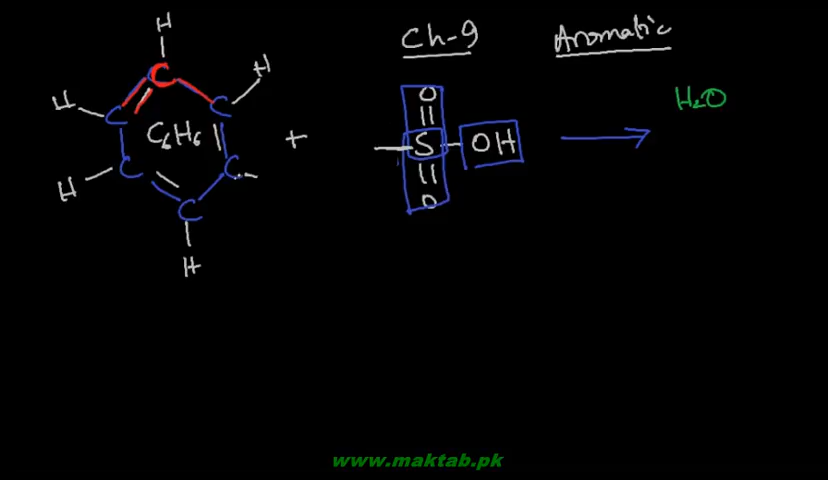 Ch-9 Aromatic
H
H
H
C
C
C
C₆H₆
+
O
||
S - OH
||
O
H₂O
C
C
H
C
H
www.maktab.pk